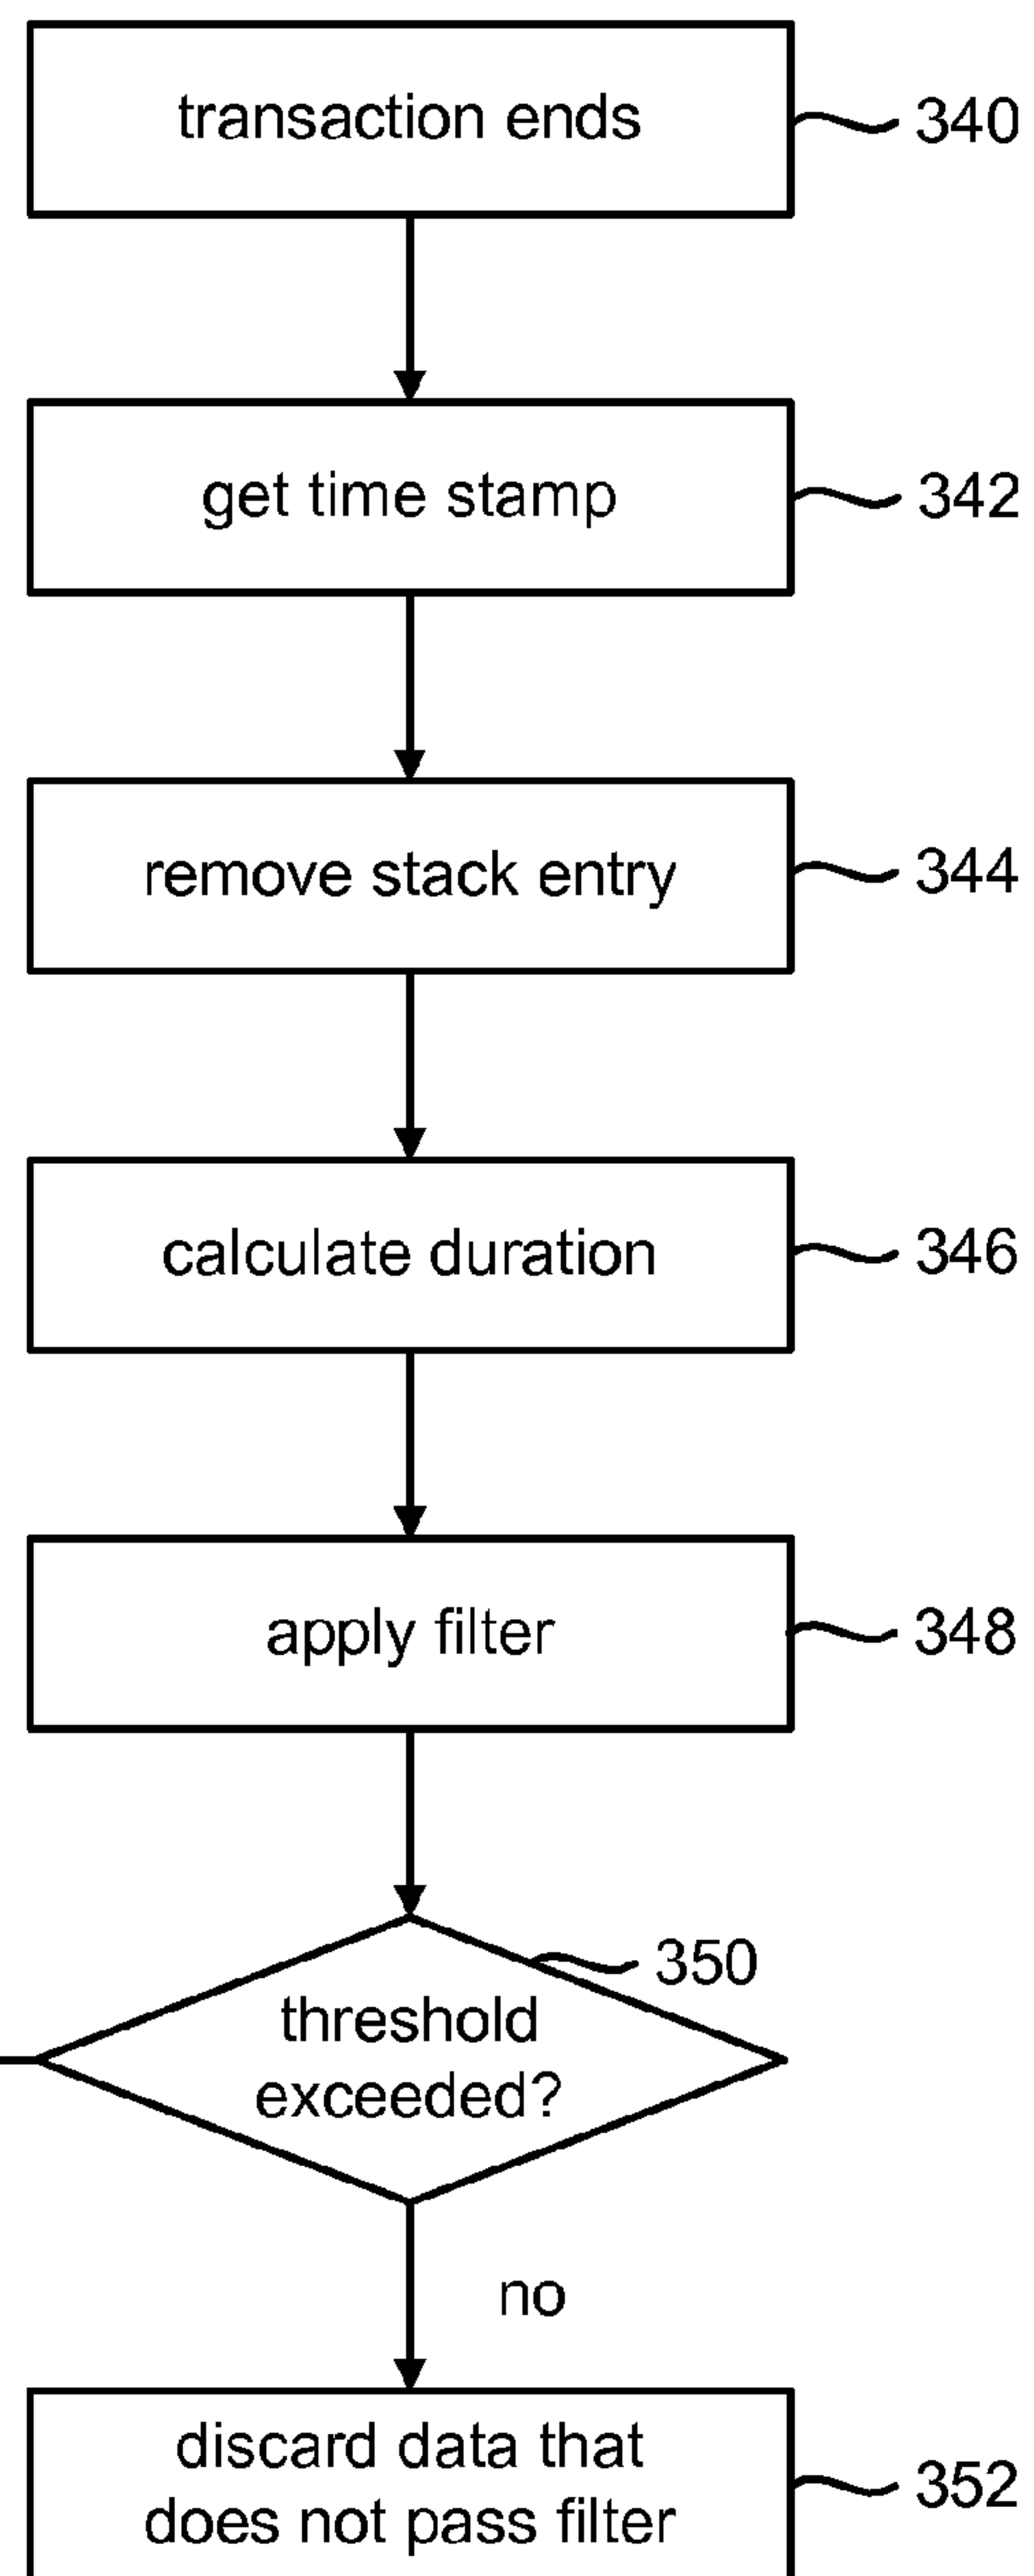 transaction ends
340
get time stamp
342
remove stack entry
344
calculate duration
346
apply filter
348
350
threshold
exceeded?
no
discard data that
does not pass filter
352